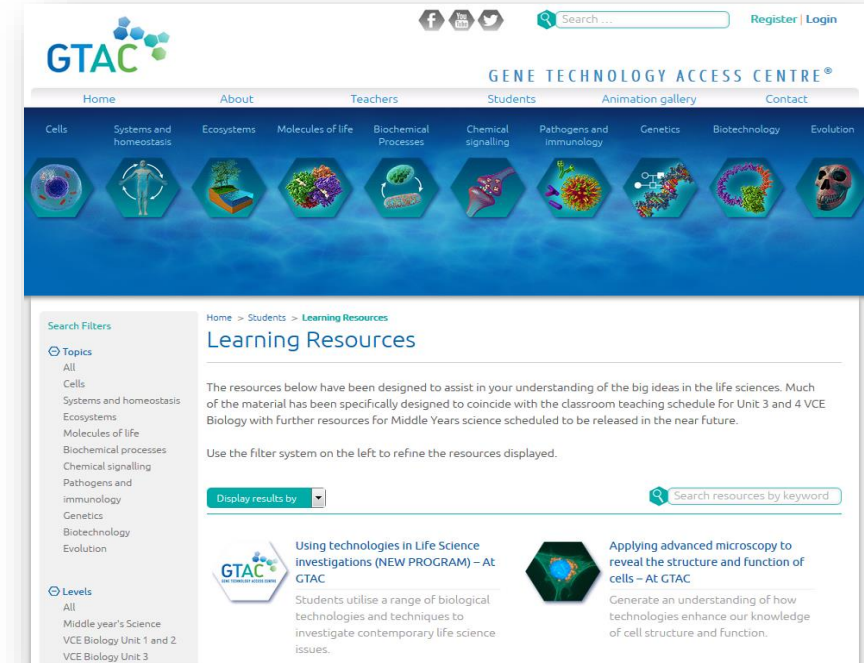 f You Tube
Search ...
Register | Login
GTAC
GENE TECHNOLOGY ACCESS CENTRE®
Home About Teachers Students Animation gallery Contact
Cells Systems and homeostasis Ecosystems Molecules of life Biochemical Processes Chemical signalling Pathogens and immunology Genetics Biotechnology Evolution
Search Filters
Topics
All
Cells
Systems and homeostasis
Ecosystems
Molecules of life
Biochemical processes
Chemical signalling
Pathogens and
immunology
Genetics
Biotechnology
Evolution
Levels
All
Middle year's Science
VCE Biology Unit 1 and 2
VCE Biology Unit 3
Home > Students > Learning Resources
Learning Resources
The resources below have been designed to assist in your understanding of the big ideas in the life sciences. Much
of the material has been specifically designed to coincide with the classroom teaching schedule for Unit 3 and 4 VCE
Biology with further resources for Middle Years science scheduled to be released in the near future.
Use the filter system on the left to refine the resources displayed.
Display results by
Search resources by keyword
GTAC
GENE TECHNOLOGY ACCESS CENTRE
Using technologies in Life Science
investigations (NEW PROGRAM) – At
GTAC
Students utilise a range of biological
technologies and techniques to
investigate contemporary life science
issues.
Applying advanced microscopy to
reveal the structure and function of
cells – At GTAC
Generate an understanding of how
technologies enhance our knowledge
of cell structure and function.